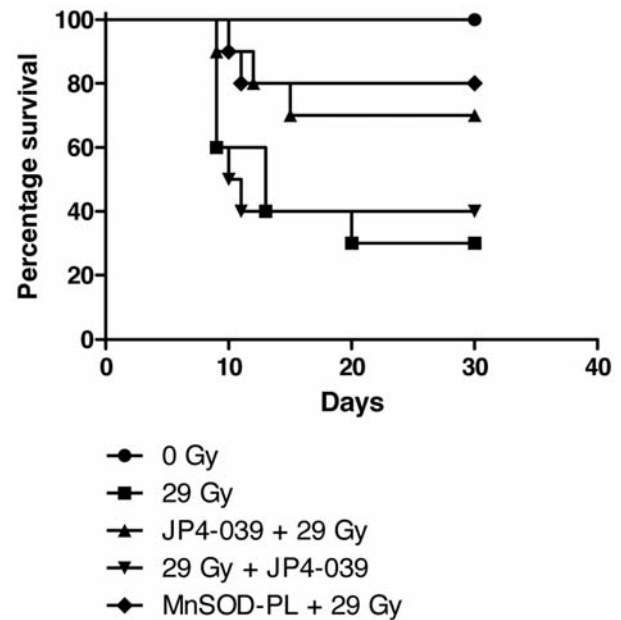 100
80
60
40
20
0
Percentage survival
0 10 20 30 40
Days
0 Gy
29 Gy
JP4-039 + 29 Gy
29 Gy + JP4-039
MnSOD-PL + 29 Gy